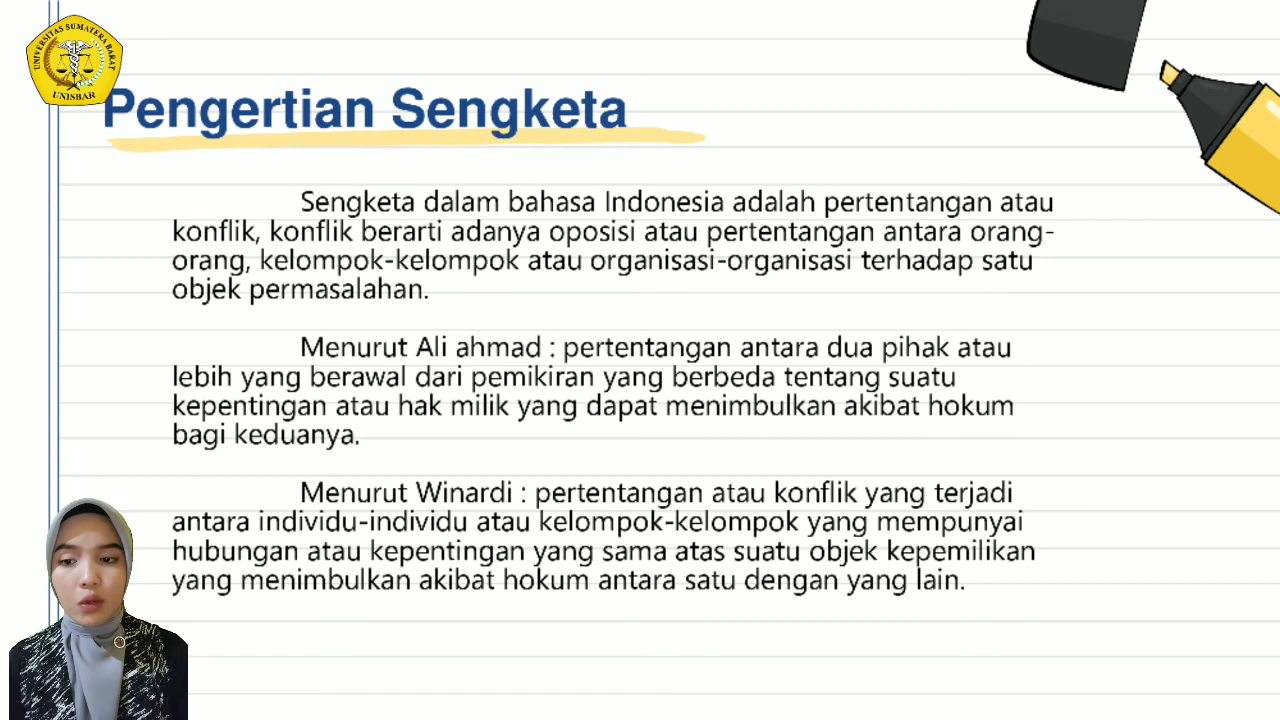 UNIVERSITAS SUMATERA BARAT
UNISBAR
Pengertian Sengketa
Sengketa dalam bahasa Indonesia adalah pertentangan atau
konflik, konflik berarti adanya oposisi atau pertentangan antara orang-
orang, kelompok-kelompok atau organisasi-organisasi terhadap satu
objek permasalahan.
Menurut Ali ahmad : pertentangan antara dua pihak atau
lebih yang berawal dari pemikiran yang berbeda tentang suatu
kepentingan atau hak milik yang dapat menimbulkan akibat hokum
bagi keduanya.
Menurut Winardi : pertentangan atau konflik yang terjadi
antara individu-individu atau kelompok-kelompok yang mempunyai
hubungan atau kepentingan yang sama atas suatu objek kepemilikan
yang menimbulkan akibat hokum antara satu dengan yang lain.